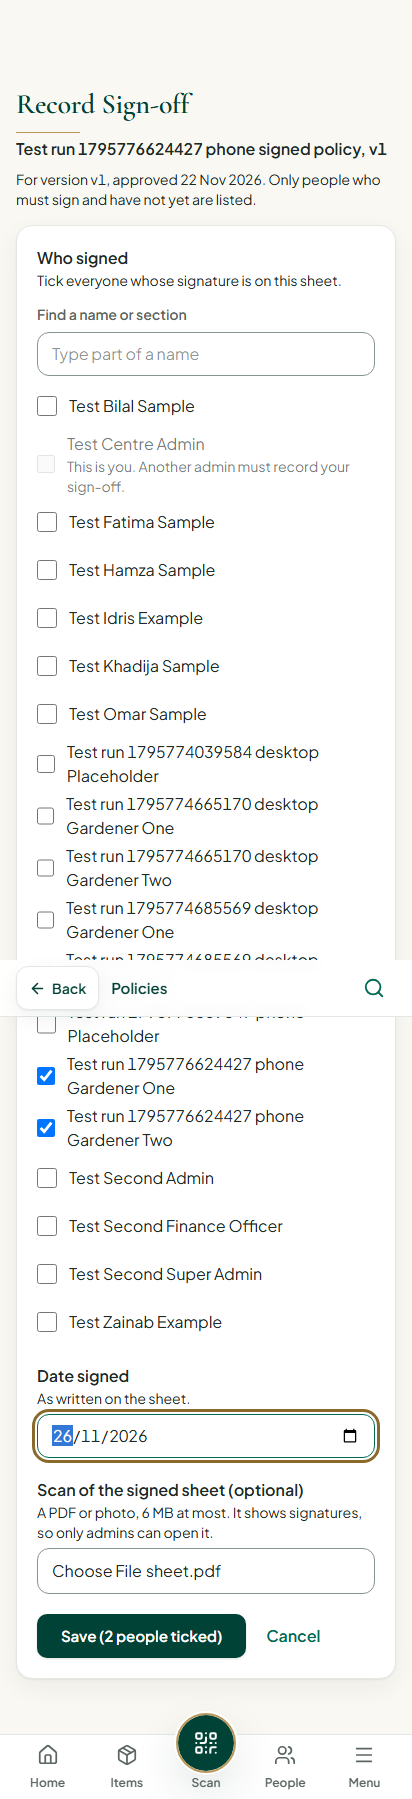 Record Sign-off
Test run 1795776624427 phone signed policy, v1
For version v1, approved 22 Nov 2026. Only people who
must sign and have not yet are listed.
Who signed
Tick everyone whose signature is on this sheet.
Find a name or section
Type part of a name
Test Bilal Sample
Test Centre Admin
This is you. Another admin must record your
sign-off.
Test Fatima Sample
Test Hamza Sample
Test Idris Example
Test Khadija Sample
Test Omar Sample
Test run 1795774039584 desktop
Placeholder
Test run 1795774665170 desktop
Gardener One
Test run 1795774665170 desktop
Gardener Two
Test run 1795774685569 desktop
Gardener One
Back
Policies
Placeholder
Test run 1795776624427 phone
Gardener One
Test run 1795776624427 phone
Gardener Two
Test Second Admin
Test Second Finance Officer
Test Second Super Admin
Test Zainab Example
Date signed
As written on the sheet.
26/11/2026
Scan of the signed sheet (optional)
A PDF or photo, 6 MB at most. It shows signatures,
so only admins can open it.
Choose File sheet.pdf
Save (2 people ticked)
Cancel
Home
Items
Scan
People
Menu